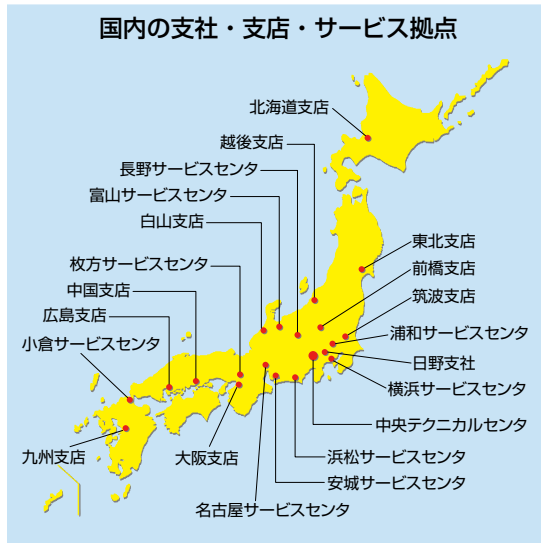 国内の支社・支店・サービス拠点
北海道支店
越後支店
長野サービスセンタ
富山サービスセンタ
白山支店
枚方サービスセンタ
中国支店
広島支店
小倉サービスセンタ
東北支店
前橋支店
筑波支店
浦和サービスセンタ
日野支社
横浜サービスセンタ
中央テクニカルセンタ
浜松サービスセンタ
安城サービスセンタ
名古屋サービスセンタ
大阪支店
九州支店